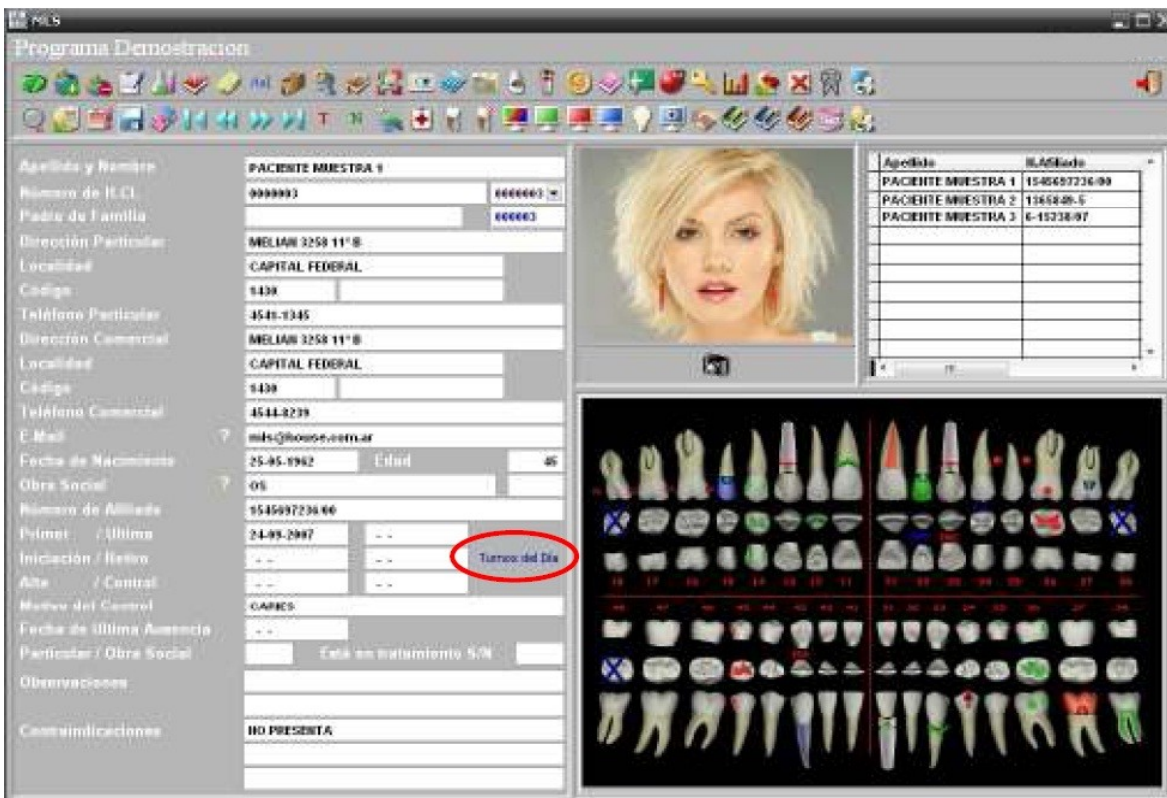 MLS
Programa Demostracion
Apellido y Nombre PACIENTE MUESTRA 1
Número de H.Cl. 0000003 0000003
Padre de Familia 000003
Dirección Particular MELIAN 3258 11° B
Localidad CAPITAL FEDERAL
Código 1430
Teléfono Particular 4541-1345
Dirección Comercial MELIAN 3258 11° B
Localidad CAPITAL FEDERAL
Código 1430
Teléfono Comercial 4544-8239
E-Mail ? mls@house.com.ar
Fecha de Nacimiento 25-05-1962 Edad 45
Obra Social ? OS
Número de Afiliado 1545697236/00
Primer / Ultima 24-09-2007 - -
Iniciación / Retiro - - - - Turnos del Día
Alta / Control - - - -
Motivo del Control CARIES
Fecha de Ultima Ausencia - -
Particular / Obra Social Está en tratamiento S/N
Observaciones
Contraindicaciones NO PRESENTA
Apellido N.Afiliado
PACIENTE MUESTRA 1 1545697236/00
PACIENTE MUESTRA 2 1365849-5
PACIENTE MUESTRA 3 6-15238/07